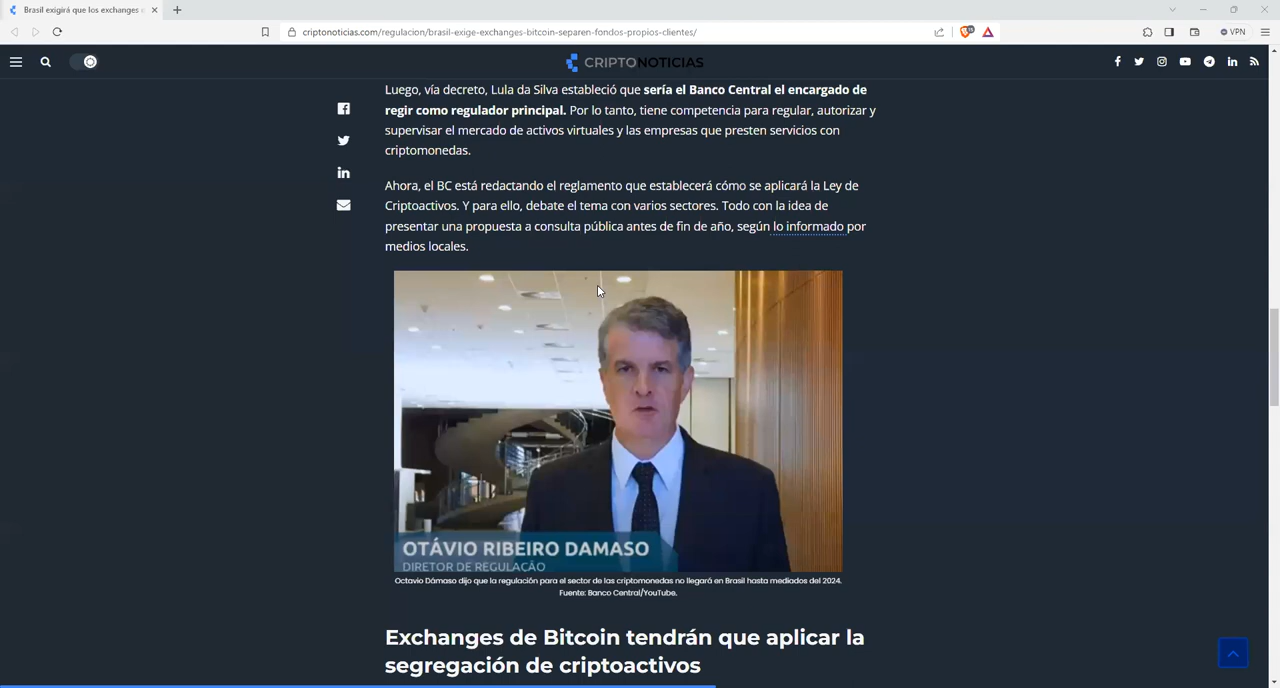 Brasil exigirá que los exchanges
criptonoticias.com/regulacion/brasil-exige-exchanges-bitcoin-separen-fondos-propios-clientes/
VPN
CRIPTONOTICIAS
Luego, vía decreto, Lula da Silva estableció que sería el Banco Central el encargado de
regir como regulador principal. Por lo tanto, tiene competencia para regular, autorizar y
supervisar el mercado de activos virtuales y las empresas que presten servicios con
criptomonedas.
Ahora, el BC está redactando el reglamento que establecerá cómo se aplicará la Ley de
Criptoactivos. Y para ello, debate el tema con varios sectores. Todo con la idea de
presentar una propuesta a consulta pública antes de fin de año, según lo informado por
medios locales.
OTÁVIO RIBEIRO DAMASO
DIRETOR DE REGULAÇÃO
Octavio Dámaso dijo que la regulación para el sector de las criptomonedas no llegará en Brasil hasta mediados del 2024.
Fuente: Banco Central/YouTube.
Exchanges de Bitcoin tendrán que aplicar la
segregación de criptoactivos